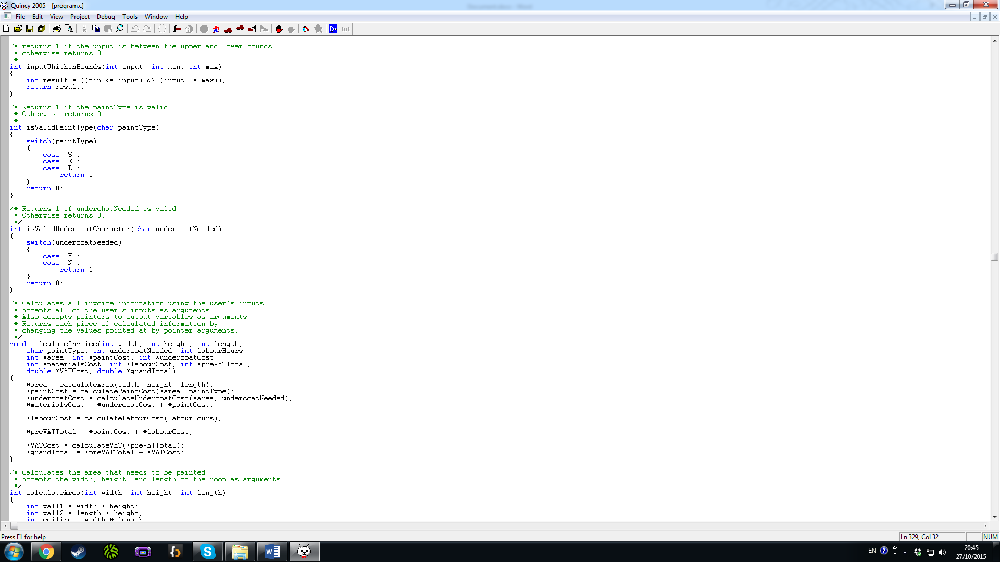 Quincy 2005 - [program.c]
File Edit View Project Debug Tools Window Help
C++ tut
/* returns 1 if the unput is between the upper and lower bounds
 * otherwise returns 0.
 */
int inputWhithinBounds(int input, int min, int max)
{
    int result = ((min <= input) && (input <= max));
    return result;
}
/* Returns 1 if the paintType is valid
 * Otherwise returns 0.
 */
int isValidPaintType(char paintType)
{
    switch(paintType)
    {
        case 'S':
        case 'E':
        case 'L':
            return 1;
    }
    return 0;
}
/* Returns 1 if underchatNeeded is valid
 * Otherwise returns 0.
 */
int isValidUndercoatCharacter(char undercoatNeeded)
{
    switch(undercoatNeeded)
    {
        case 'Y':
        case 'N':
            return 1;
    }
    return 0;
}
/* Calculates all invoice information using the user's inputs
 * Accepts all of the user's inputs as arguments.
 * Also accepts pointers to output variables as arguments.
 * Returns each piece of calculated information by
 * changing the values pointed at by pointer arguments.
 */
void calculateInvoice(int width, int height, int length,
    char paintType, int undercoatNeeded, int labourHours,
    int *area, int *paintCost, int *undercoatCost,
    int *materialsCost, int *labourCost, int *preVATTotal,
    double *VATCost, double *grandTotal)
{
    *area = calculateArea(width, height, length);
    *paintCost = calculatePaintCost(*area, paintType);
    *undercoatCost = calculateUndercoatCost(*area, undercoatNeeded);
    *materialsCost = *undercoatCost + *paintCost;
    *labourCost = calculateLabourCost(labourHours);
    *preVATTotal = *paintCost + *labourCost;
    *VATCost = calculateVAT(*preVATTotal);
    *grandTotal = *preVATTotal + *VATCost;
}
/* Calculates the area that needs to be painted
 * Accepts the width, height, and length of the room as arguments.
 */
int calculateArea(int width, int height, int length)
{
    int wall1 = width * height;
    int wall2 = length * height;
    int ceiling = width * length;
Press F1 for help
Ln 329, Col 32
NUM
EN
20:45
27/10/2015